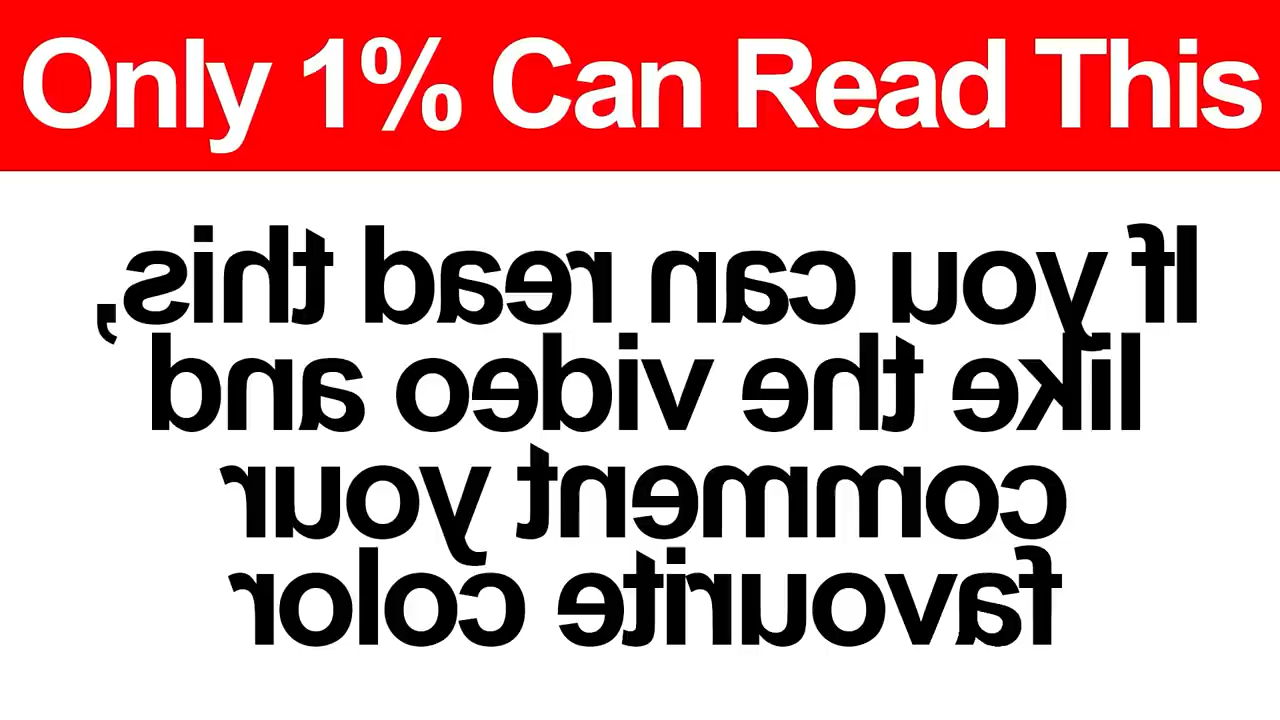 Only 1% Can Read This
If you can read this,
like the video and
comment your
favourite color